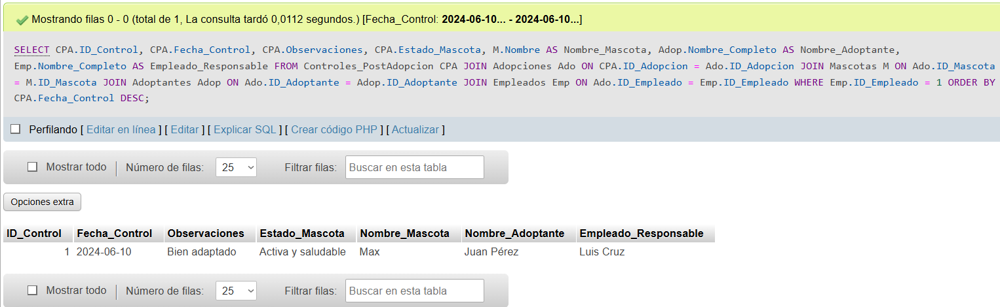 Mostrando filas 0 - 0 (total de 1, La consulta tardó 0,0112 segundos.) [Fecha_Control: 2024-06-10... - 2024-06-10...]
SELECT CPA.ID_Control, CPA.Fecha_Control, CPA.Observaciones, CPA.Estado_Mascota, M.Nombre AS Nombre_Mascota, Adop.Nombre_Completo AS Nombre_Adoptante,
Emp.Nombre_Completo AS Empleado_Responsable FROM Controles_PostAdopcion CPA JOIN Adopciones Ado ON CPA.ID_Adopcion = Ado.ID_Adopcion JOIN Mascotas M ON Ado.ID_Mascota
= M.ID_Mascota JOIN Adoptantes Adop ON Ado.ID_Adoptante = Adop.ID_Adoptante JOIN Empleados Emp ON Ado.ID_Empleado = Emp.ID_Empleado WHERE Emp.ID_Empleado = 1 ORDER BY
CPA.Fecha_Control DESC;
Perfilando [ Editar en línea ] [ Editar ] [ Explicar SQL ] [ Crear código PHP ] [ Actualizar ]
Mostrar todo | Número de filas: 25 Filtrar filas: Buscar en esta tabla
Opciones extra
ID_Control Fecha_Control Observaciones Estado_Mascota Nombre_Mascota Nombre_Adoptante Empleado_Responsable
1 2024-06-10 Bien adaptado Activa y saludable Max Juan Pérez Luis Cruz
Mostrar todo | Número de filas: 25 Filtrar filas: Buscar en esta tabla